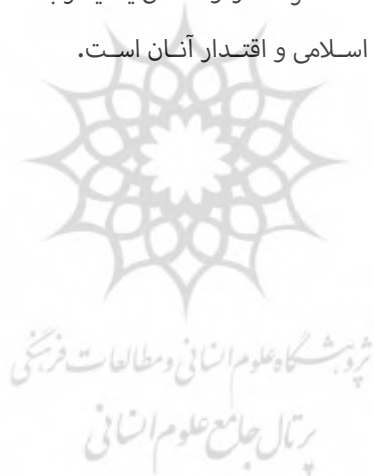 اسلامی و اقتدار آنان است.
پژوهشگاه علوم انسانی و مطالعات فرهنگی
پرتال جامع علوم انسانی